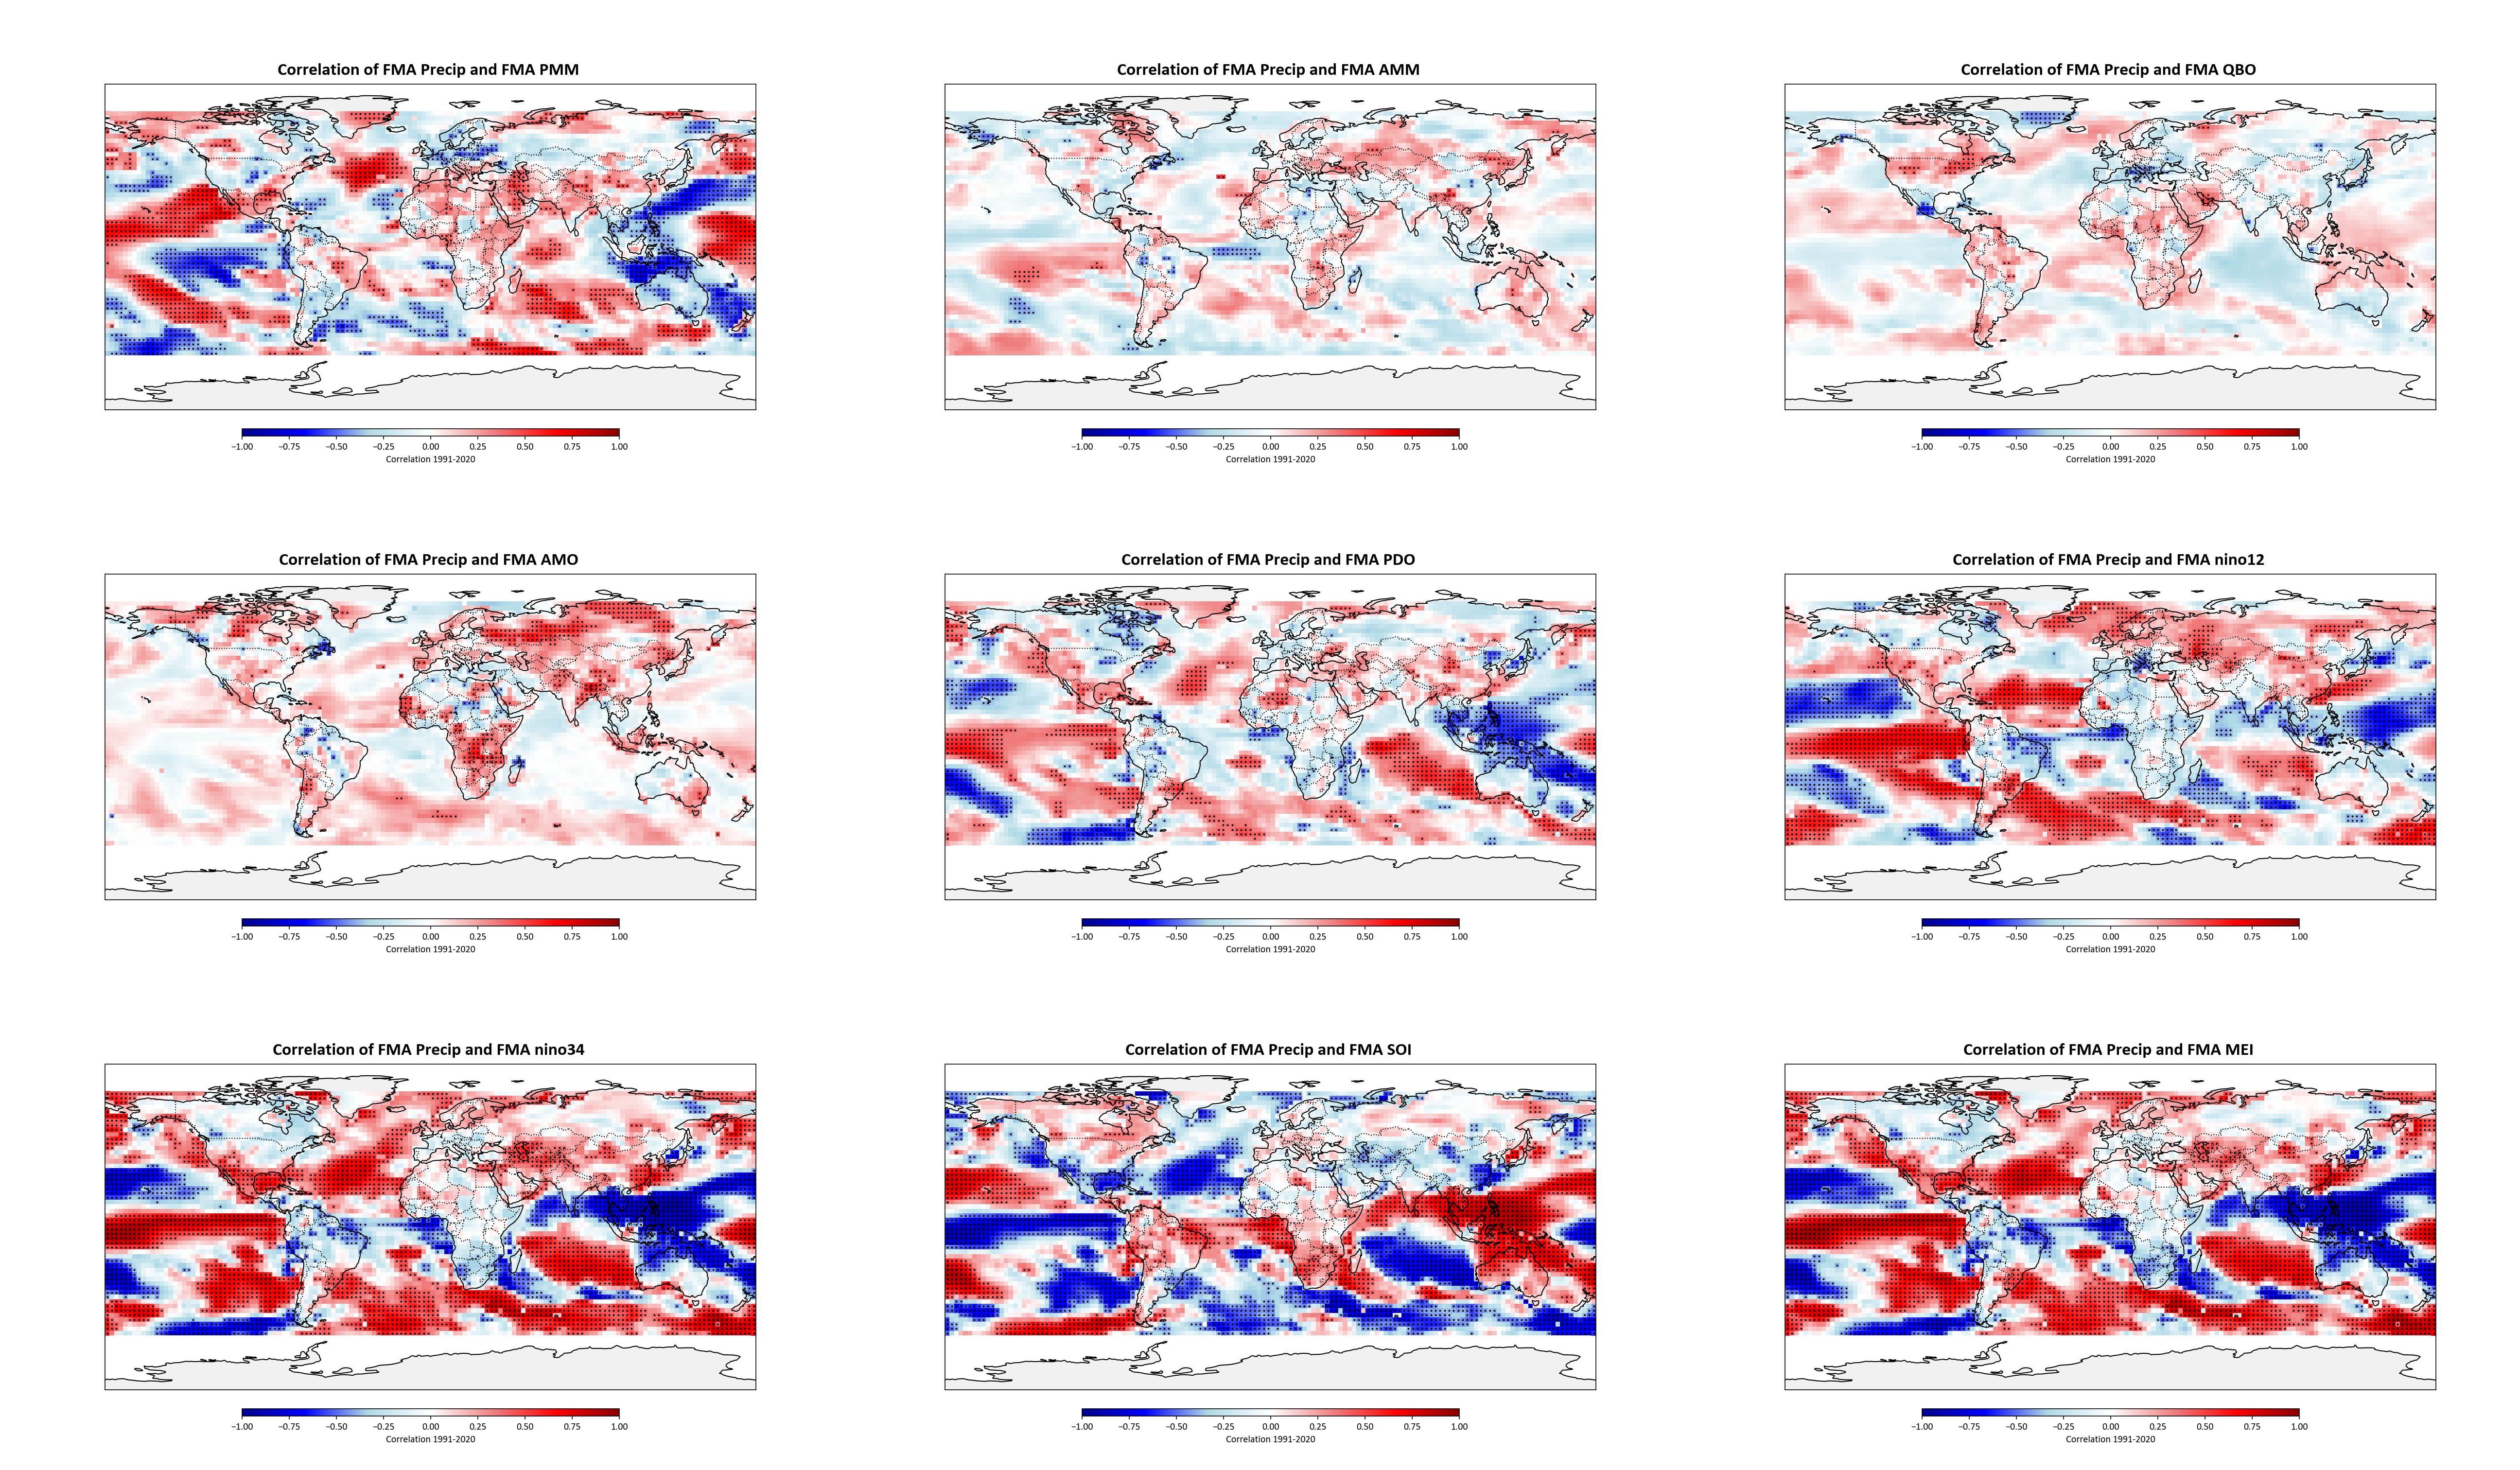 Correlation of FMA Precip and FMA PMM
−1.00 −0.75 −0.50 −0.25 0.00 0.25 0.50 0.75 1.00
Correlation 1991-2020
Correlation of FMA Precip and FMA AMM
−1.00 −0.75 −0.50 −0.25 0.00 0.25 0.50 0.75 1.00
Correlation 1991-2020
Correlation of FMA Precip and FMA QBO
−1.00 −0.75 −0.50 −0.25 0.00 0.25 0.50 0.75 1.00
Correlation 1991-2020
Correlation of FMA Precip and FMA AMO
−1.00 −0.75 −0.50 −0.25 0.00 0.25 0.50 0.75 1.00
Correlation 1991-2020
Correlation of FMA Precip and FMA PDO
−1.00 −0.75 −0.50 −0.25 0.00 0.25 0.50 0.75 1.00
Correlation 1991-2020
Correlation of FMA Precip and FMA nino12
−1.00 −0.75 −0.50 −0.25 0.00 0.25 0.50 0.75 1.00
Correlation 1991-2020
Correlation of FMA Precip and FMA nino34
−1.00 −0.75 −0.50 −0.25 0.00 0.25 0.50 0.75 1.00
Correlation 1991-2020
Correlation of FMA Precip and FMA SOI
−1.00 −0.75 −0.50 −0.25 0.00 0.25 0.50 0.75 1.00
Correlation 1991-2020
Correlation of FMA Precip and FMA MEI
−1.00 −0.75 −0.50 −0.25 0.00 0.25 0.50 0.75 1.00
Correlation 1991-2020